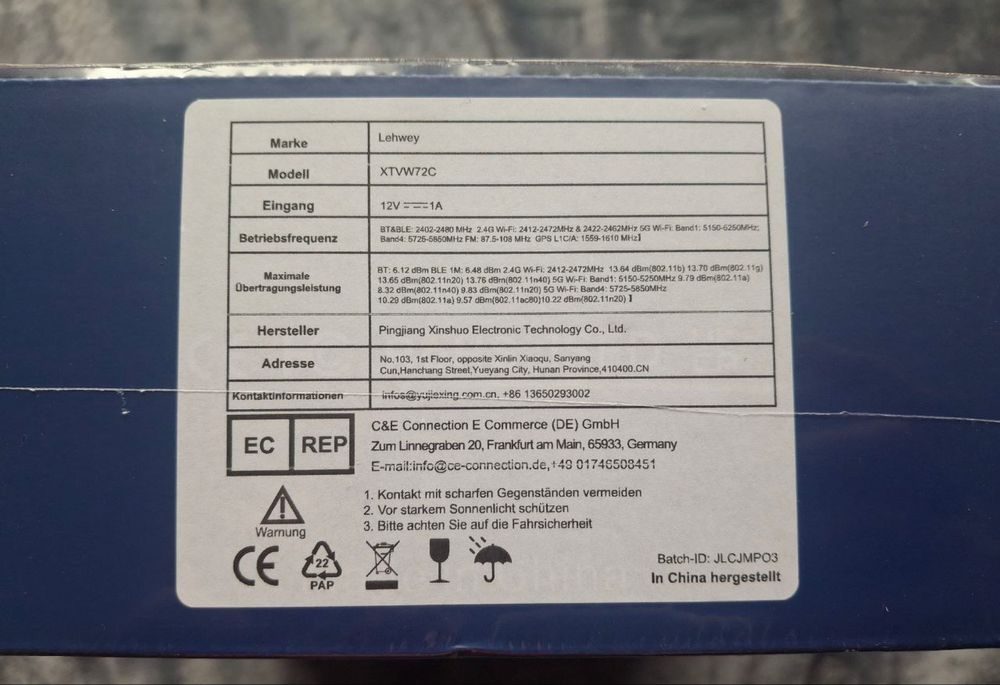 Marke Lehwey
Modell XTVW72C
Eingang 12V 1A
Betriebsfrequenz
BT&BLE: 2402-2480 MHz 2.4G Wi-Fi: 2412-2472MHz & 2422-2462MHz 5G Wi-Fi: Band1: 5150-5250MHz;
Band4: 5725-5850MHz FM: 87.5-108 MHz GPS L1C/A: 1559-1610 MHz】
Maximale
Übertragungsleistung
BT: 6.12 dBm BLE 1M: 6.48 dBm 2.4G Wi-Fi: 2412-2472MHz 13.64 dBm(802.11b) 13.70 dBm(802.11g)
13.65 dBm(802.11n20) 13.76 dBm(802.11n40) 5G Wi-Fi: Band1: 5150-5250MHz 9.79 dBm(802.11a)
8.32 dBm(802.11n40) 9.83 dBm(802.11n20) 5G Wi-Fi: Band4: 5725-5850MHz
10.29 dBm(802.11a) 9.57 dBm(802.11ac80)10.22 dBm(802.11n20) 】
Hersteller Pingjiang Xinshuo Electronic Technology Co., Ltd.
Adresse
No.103, 1st Floor, opposite Xinlin Xiaoqu, Sanyang
Cun,Hanchang Street,Yueyang City, Hunan Province,410400.CN
Kontaktinformationen infos@yujiexing.com.cn, +86 13650293002
EC REP
C&E Connection E Commerce (DE) GmbH
Zum Linnegraben 20, Frankfurt am Main, 65933, Germany
E-mail:info@ce-connection.de,+49 01746508451
Warnung
1. Kontakt mit scharfen Gegenständen vermeiden
2. Vor starkem Sonnenlicht schützen
3. Bitte achten Sie auf die Fahrsicherheit
CE
22
PAP
Batch-ID: JLCJMPO3
In China hergestellt